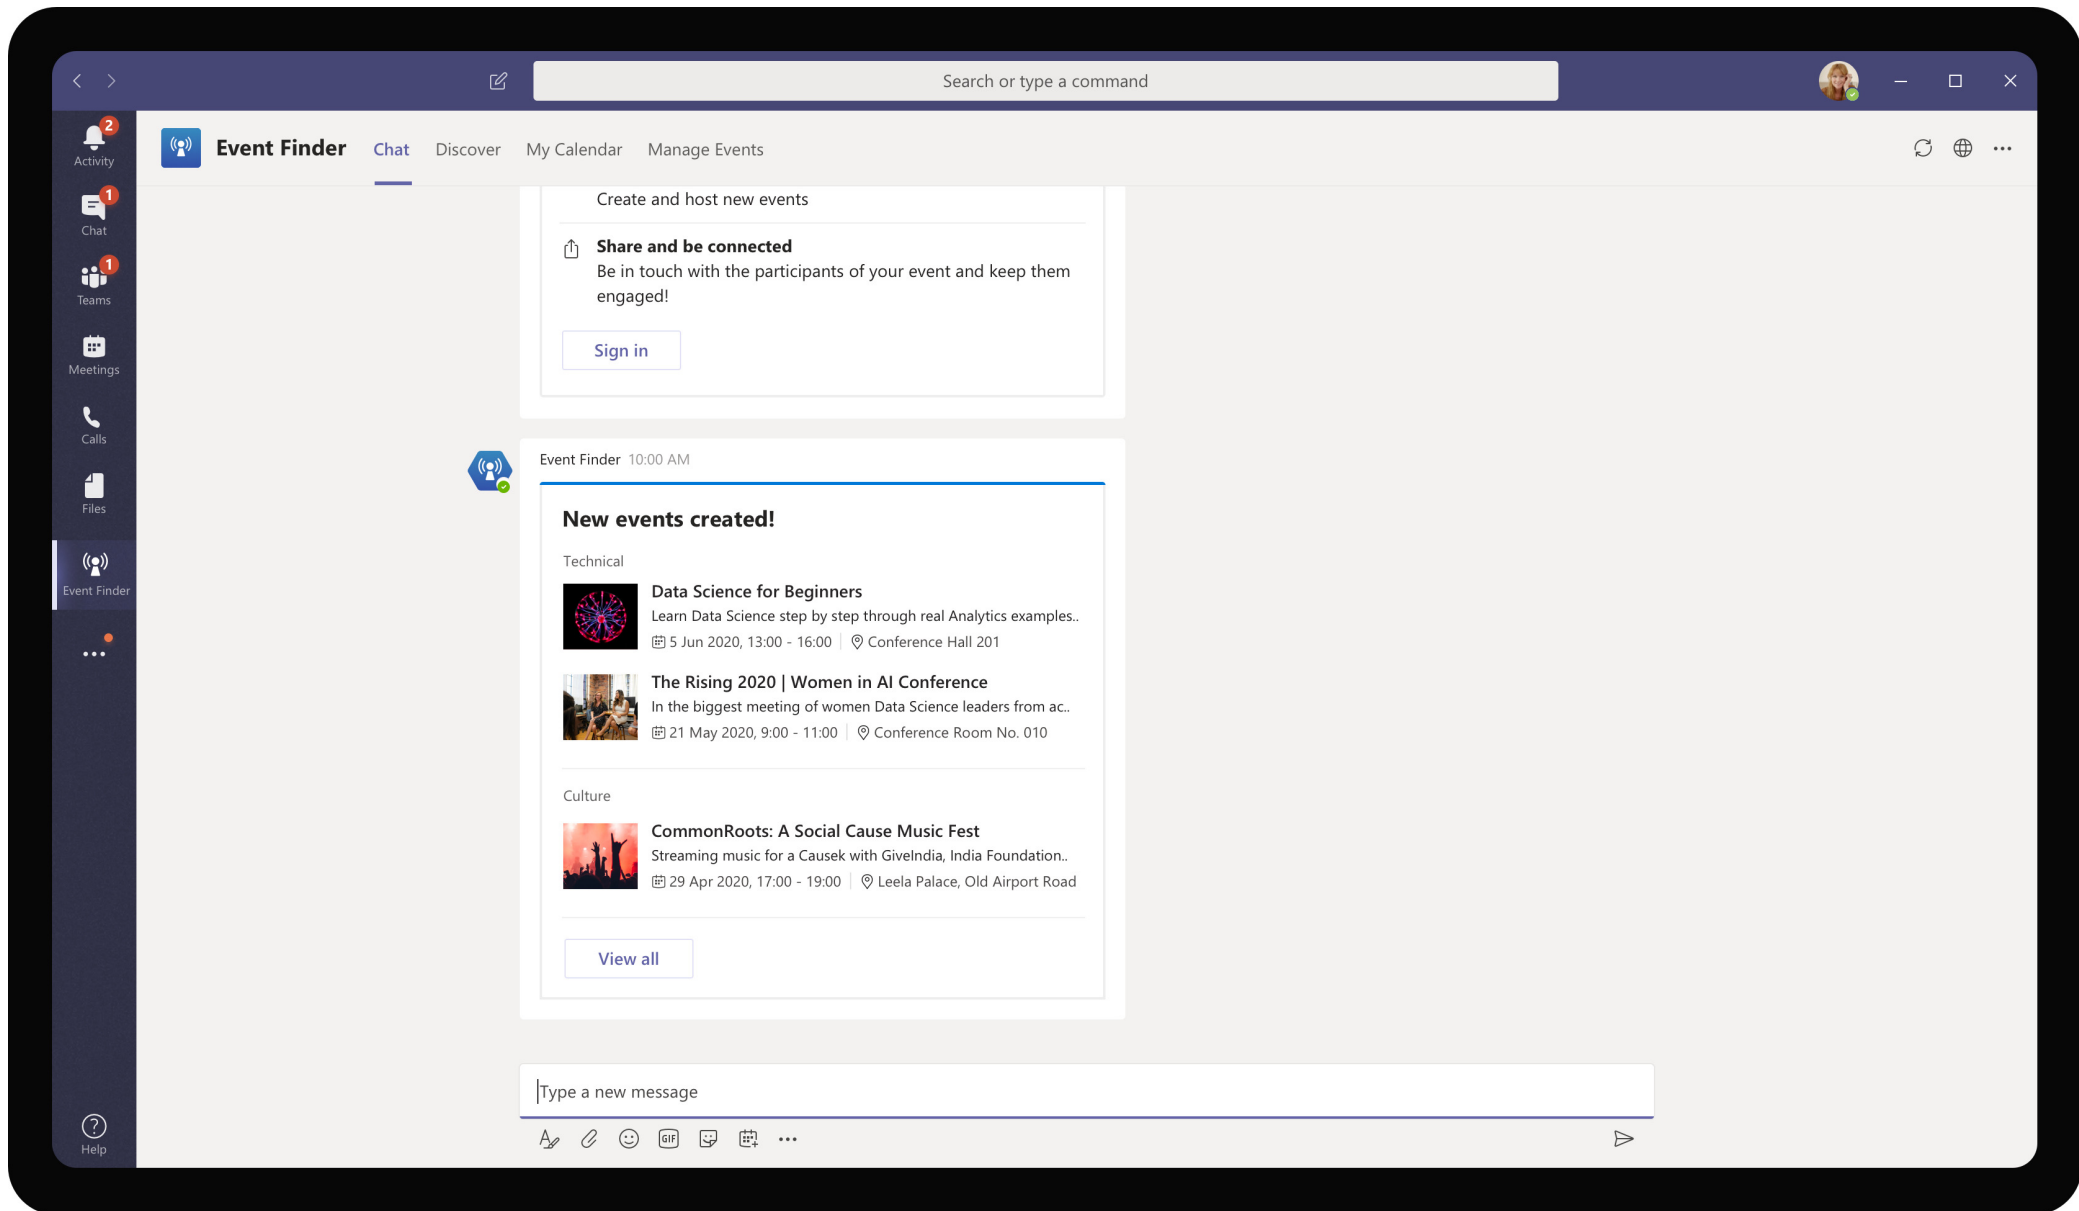 Search or type a command
2
Activity
1
Chat
1
Teams
Meetings
Calls
Files
Event Finder
Help
Event Finder Chat Discover My Calendar Manage Events
Create and host new events
Share and be connected
Be in touch with the participants of your event and keep them
engaged!
Sign in
Event Finder 10:00 AM
New events created!
Technical
Data Science for Beginners
Learn Data Science step by step through real Analytics examples..
5 Jun 2020, 13:00 - 16:00 Conference Hall 201
The Rising 2020 | Women in AI Conference
In the biggest meeting of women Data Science leaders from ac..
21 May 2020, 9:00 - 11:00 Conference Room No. 010
Culture
CommonRoots: A Social Cause Music Fest
Streaming music for a Causek with GiveIndia, India Foundation..
29 Apr 2020, 17:00 - 19:00 Leela Palace, Old Airport Road
View all
Type a new message
GIF